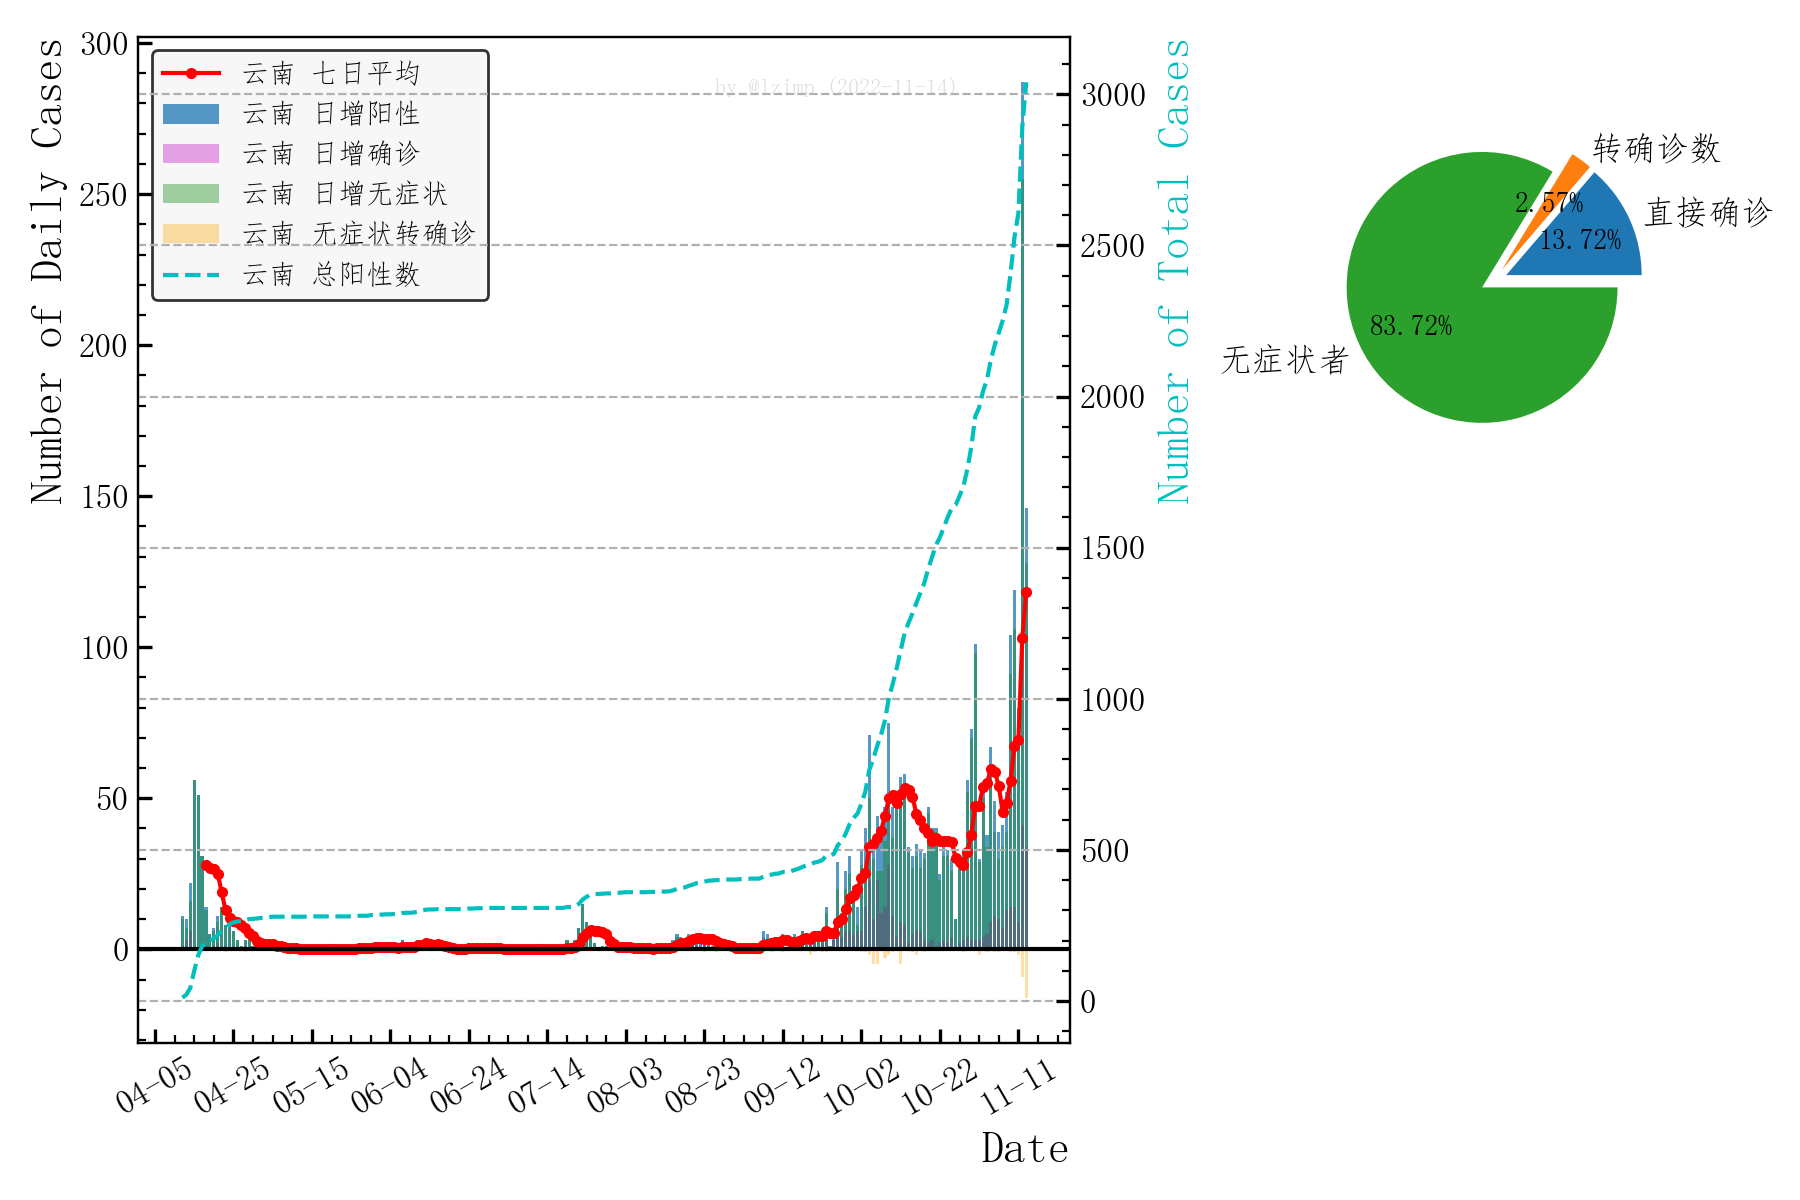 Number of Daily Cases
300
250
200
150
100
50
0
云南 七日平均
云南 日增阳性
云南 日增确诊
云南 日增无症状
云南 无症状转确诊
云南 总阳性数
by @lzimp (2022-11-14)
3000
2500
2000
1500
1000
500
0
Number of Total Cases
04-05
04-25
05-15
06-04
06-24
07-14
08-03
08-23
09-12
10-02
10-22
11-11
Date
转确诊数
2.57%
直接确诊
13.72%
83.72%
无症状者